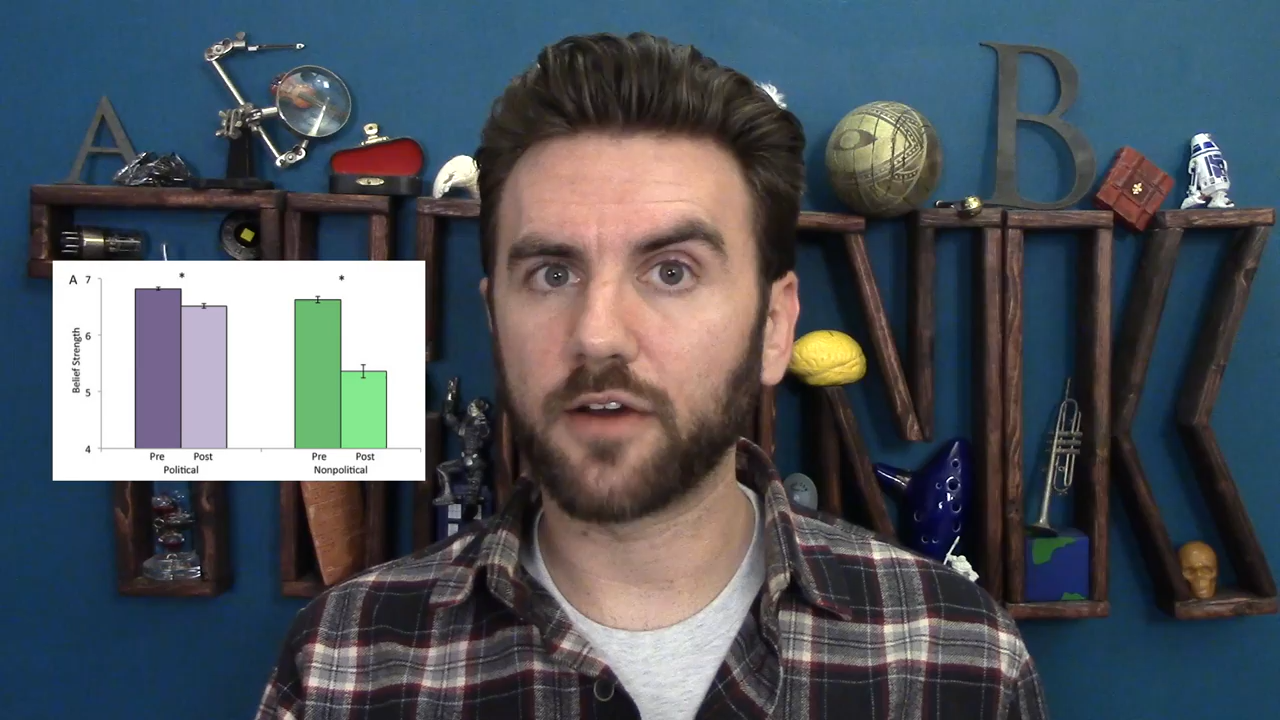 A
B
A
7
* *
6
5
4
Belief Strength
Pre Post Pre Post
Political Nonpolitical